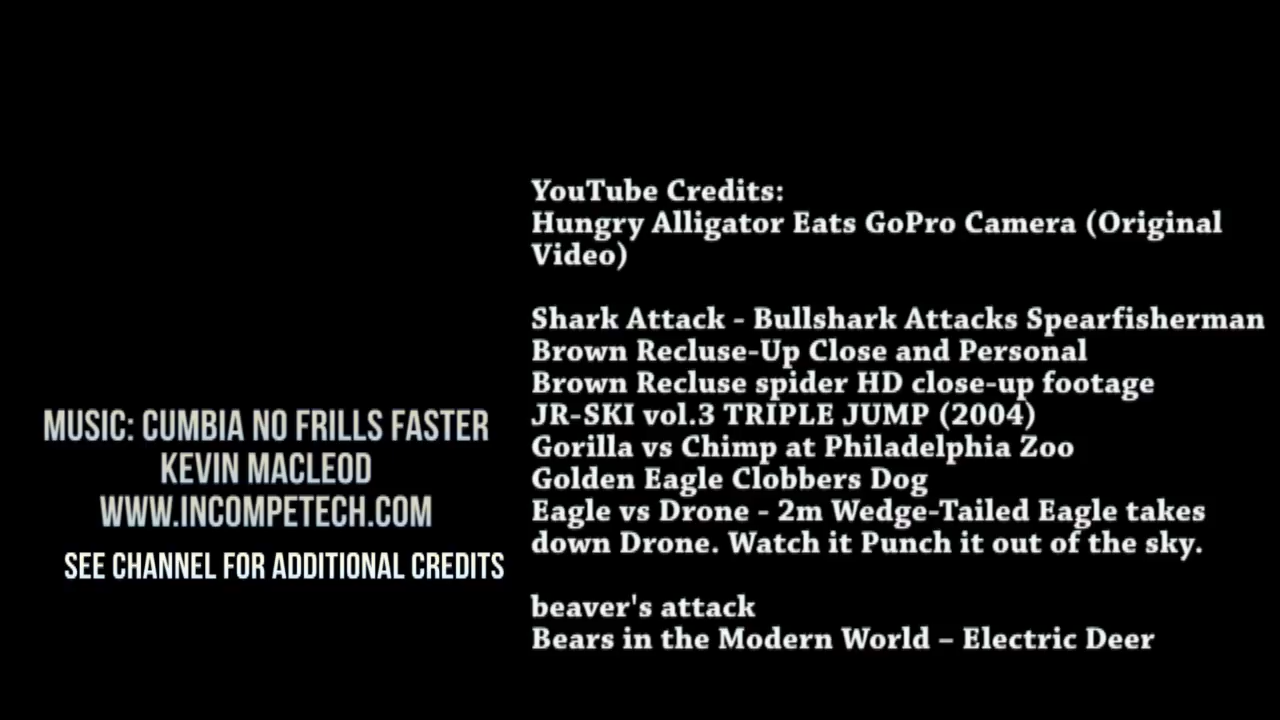 YouTube Credits:
Hungry Alligator Eats GoPro Camera (Original
Video)
Shark Attack - Bullshark Attacks Spearfisherman
Brown Recluse-Up Close and Personal
Brown Recluse spider HD close-up footage
JR-SKI vol.3 TRIPLE JUMP (2004)
Gorilla vs Chimp at Philadelphia Zoo
Golden Eagle Clobbers Dog
Eagle vs Drone - 2m Wedge-Tailed Eagle takes
down Drone. Watch it Punch it out of the sky.
beaver's attack
Bears in the Modern World – Electric Deer
MUSIC: CUMBIA NO FRILLS FASTER
KEVIN MACLEOD
WWW.INCOMPETECH.COM
SEE CHANNEL FOR ADDITIONAL CREDITS